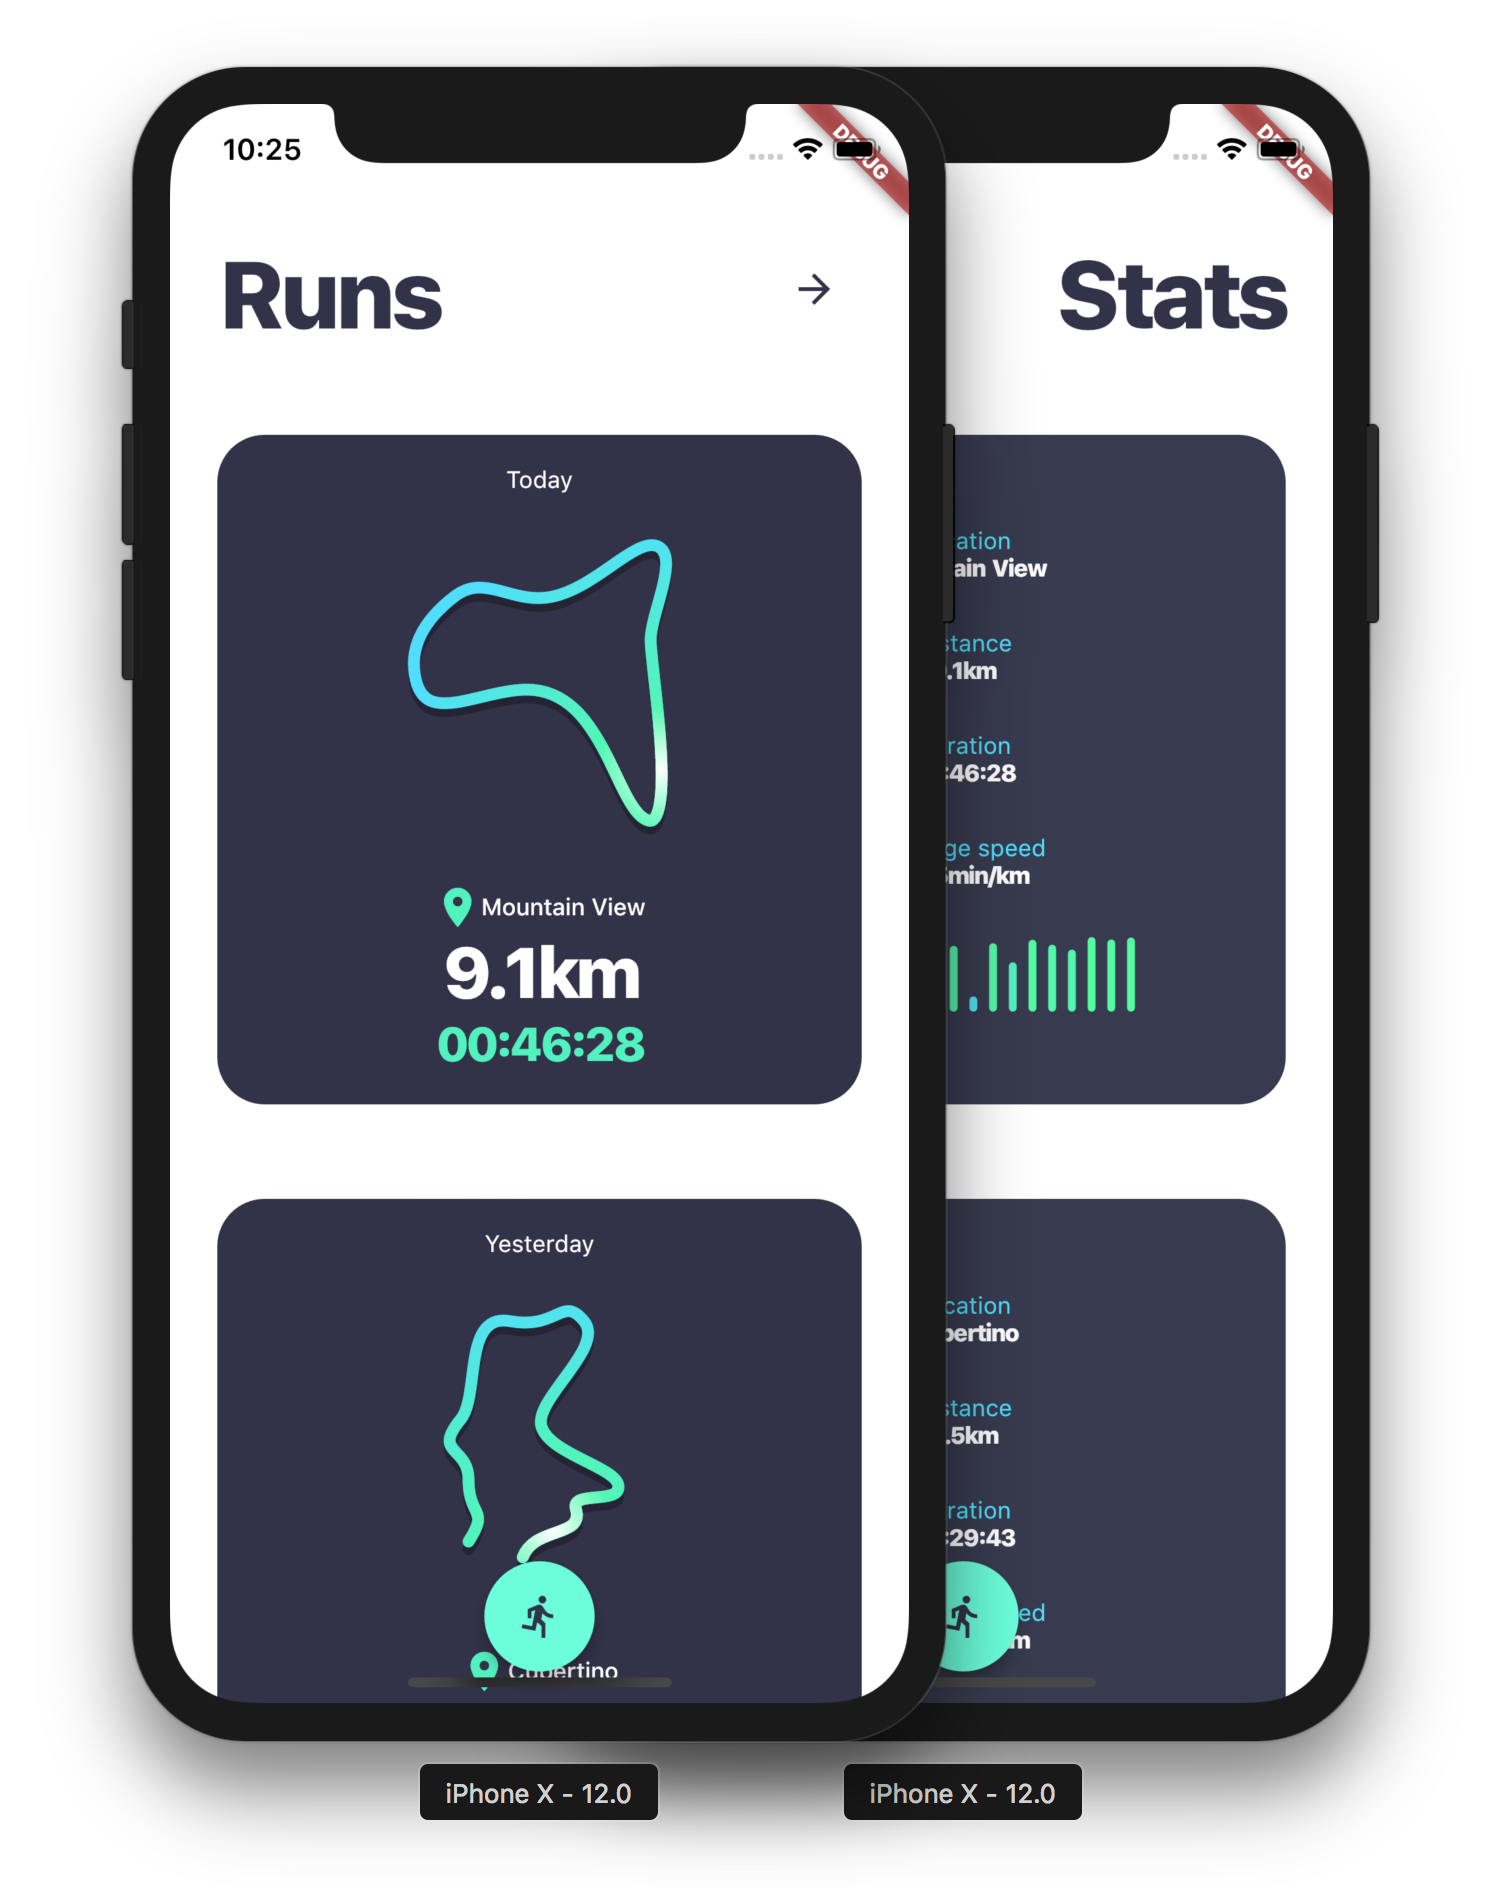 10:25
DEBUG
Runs
Today
Mountain View
9.1km
00:46:28
Yesterday
Cupertino
iPhone X - 12.0
DEBUG
Stats
ation
ain View
stance
.1km
ration
:46:28
ge speed
min/km
cation
pertino
stance
.5km
ration
:29:43
ed
m
iPhone X - 12.0